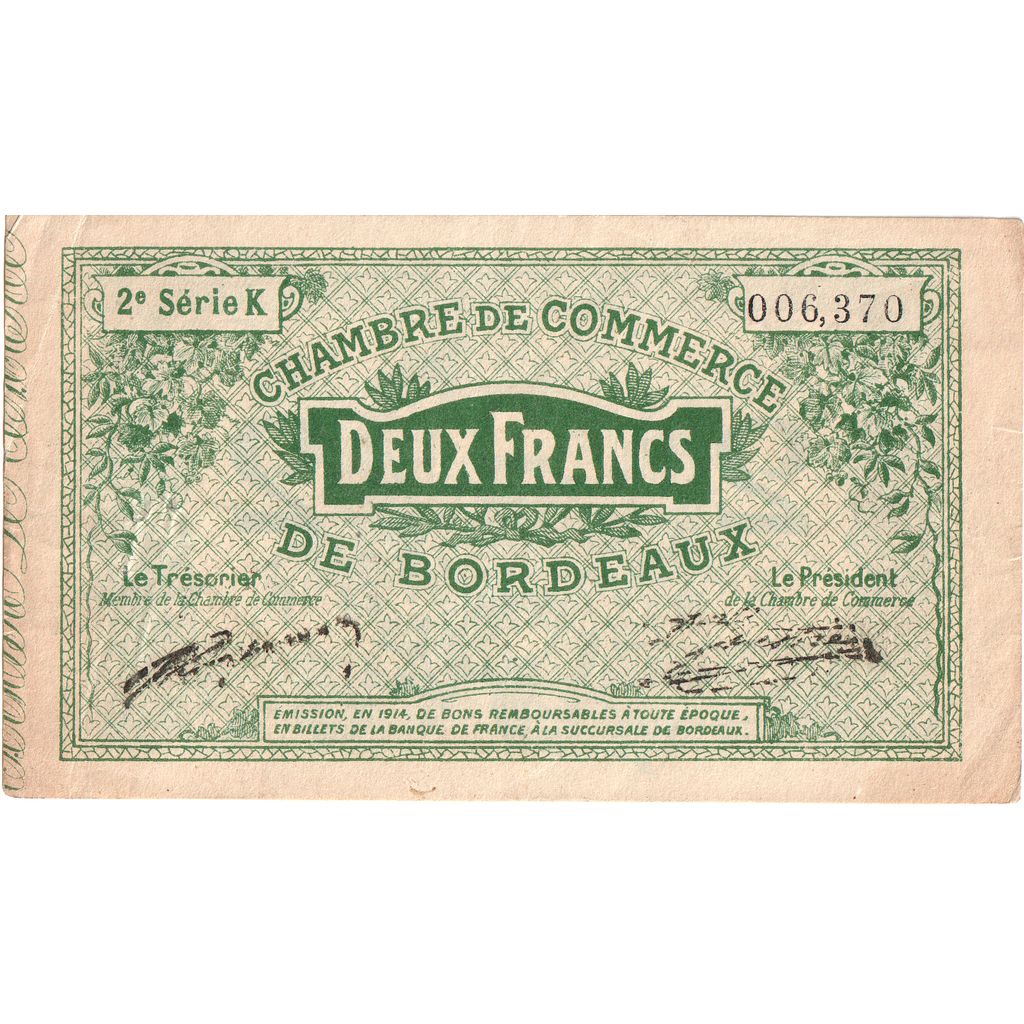 2e Série K
006,370
CHAMBRE DE COMMERCE
DEUX FRANCS
DE BORDEAUX
Le Trésorier
Membre de la Chambre de Commerce
Le Président
de la Chambre de Commerce
EMISSION, EN 1914, DE BONS REMBOURSABLES À TOUTE ÉPOQUE,
EN BILLETS DE LA BANQUE DE FRANCE, À LA SUCCURSALE DE BORDEAUX.